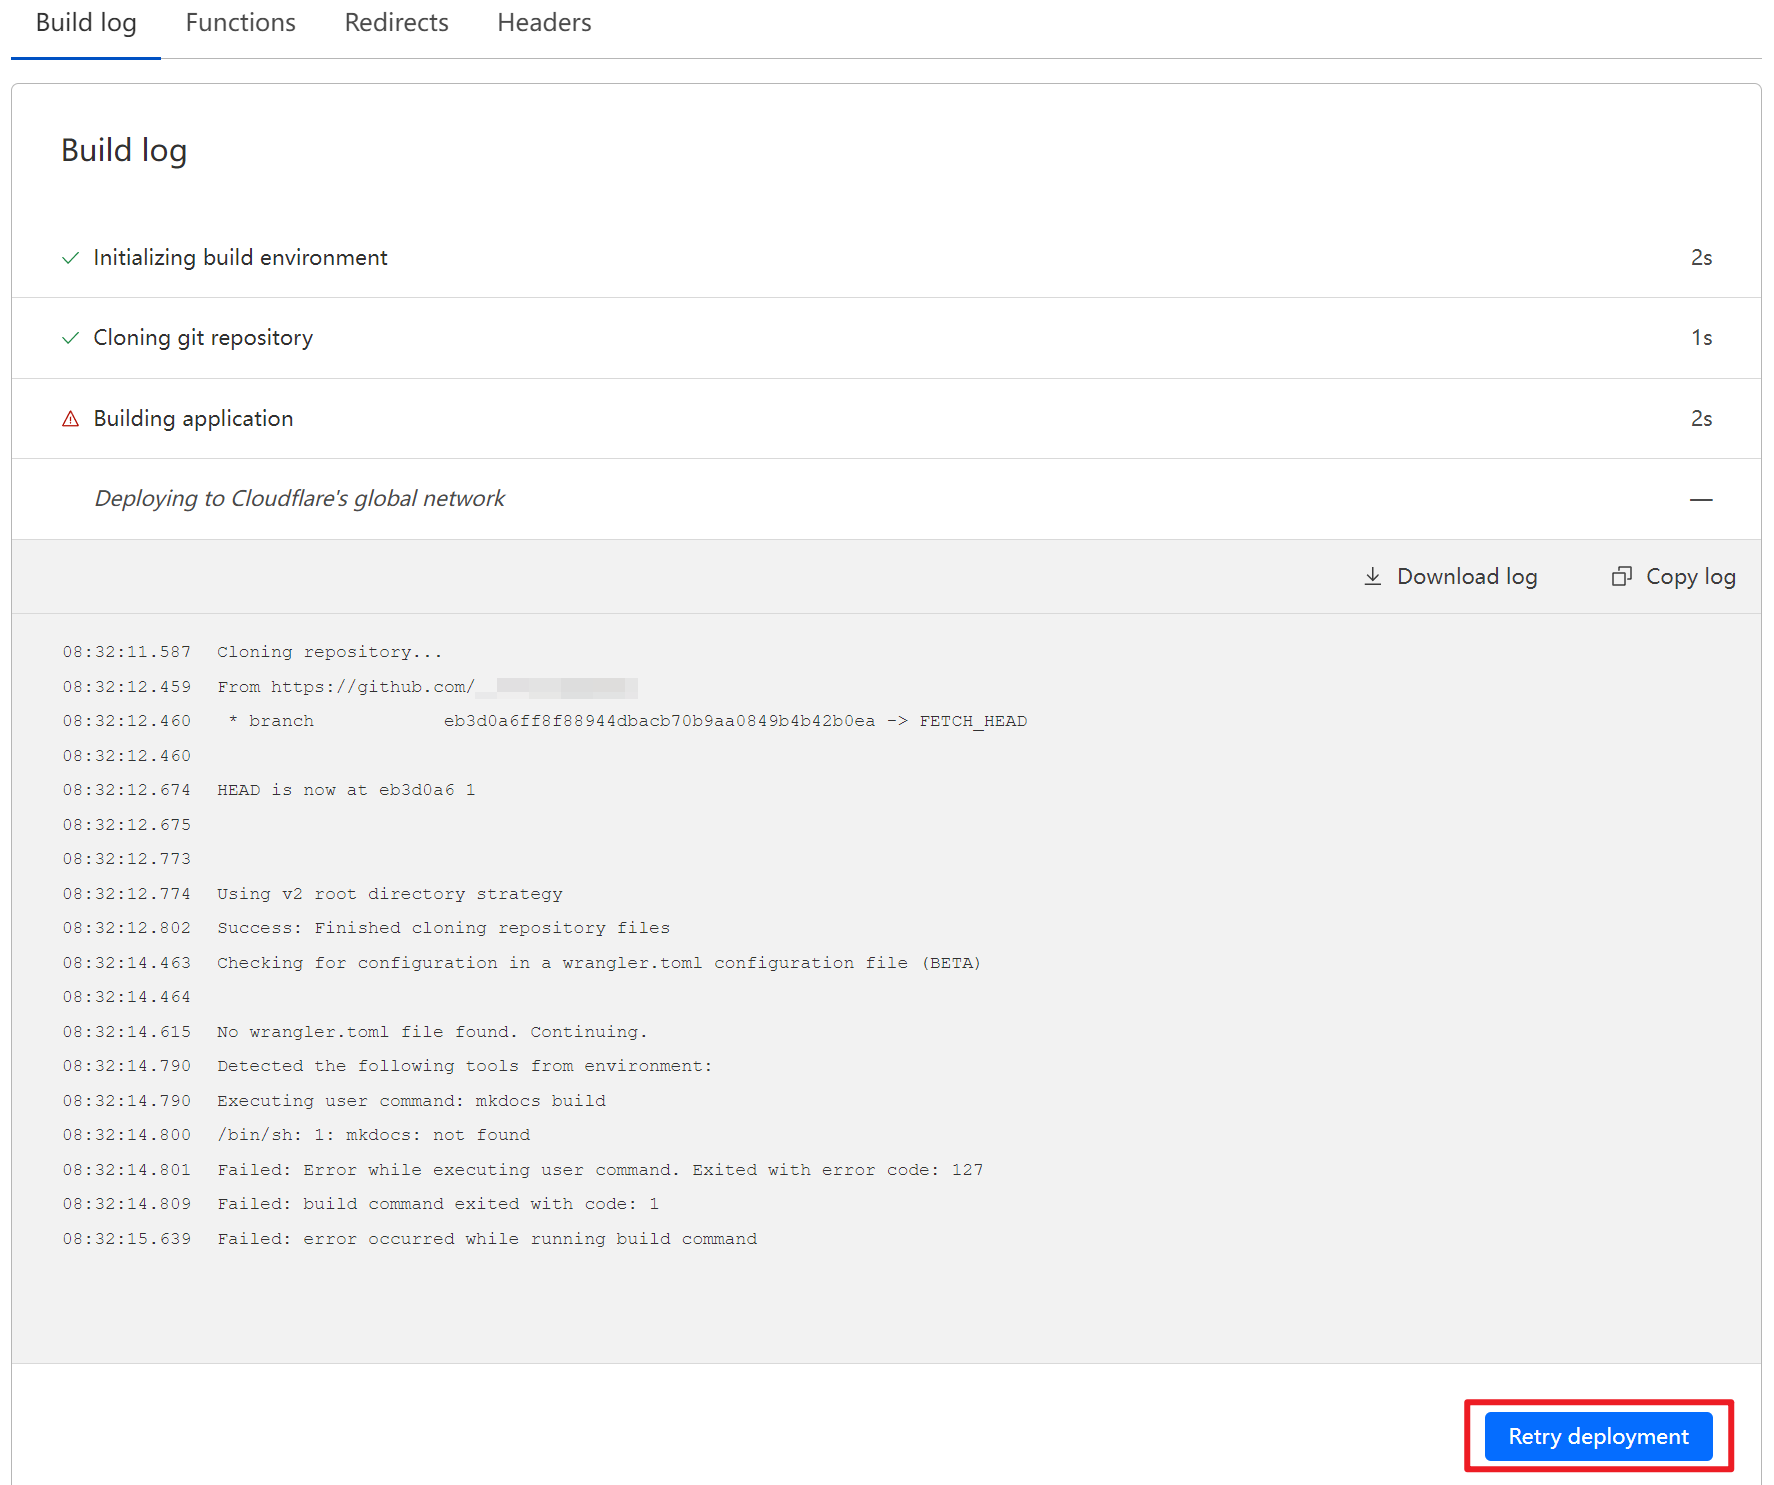 Build log Functions Redirects Headers
Build log
Initializing build environment 2s
Cloning git repository 1s
Building application 2s
Deploying to Cloudflare's global network —
Download log Copy log
08:32:11.587 Cloning repository...
08:32:12.459 From https://github.com/
08:32:12.460 * branch eb3d0a6ff8f88944dbacb70b9aa0849b4b42b0ea -> FETCH_HEAD
08:32:12.460
08:32:12.674 HEAD is now at eb3d0a6 1
08:32:12.675
08:32:12.773
08:32:12.774 Using v2 root directory strategy
08:32:12.802 Success: Finished cloning repository files
08:32:14.463 Checking for configuration in a wrangler.toml configuration file (BETA)
08:32:14.464
08:32:14.615 No wrangler.toml file found. Continuing.
08:32:14.790 Detected the following tools from environment:
08:32:14.790 Executing user command: mkdocs build
08:32:14.800 /bin/sh: 1: mkdocs: not found
08:32:14.801 Failed: Error while executing user command. Exited with error code: 127
08:32:14.809 Failed: build command exited with code: 1
08:32:15.639 Failed: error occurred while running build command
Retry deployment